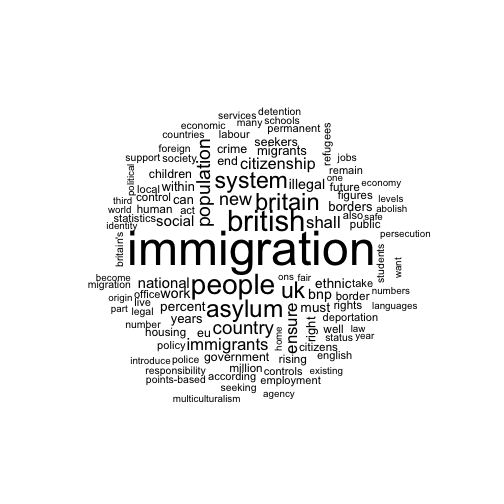 services detention
economic many schools
countries labour permanent
foreign crime seekers refugees
support society population end migrants jobs
political children citizenship remain
local within system illegal future one economy
third control can new britain figures levels
world human act borders also safe abolish
statistics social british shall public
identity persecution
britain's immigration students want
become national people ons fair ethnic take
migration work uk bnp border numbers
origin office asylum must rights languages
part live percent ensure right deportation
legal years country home well law
number housing eu status year
policy immigrants citizens
introduce police government rising english
responsibility million controls existing
points-based according employment
seeking agency
multiculturalism